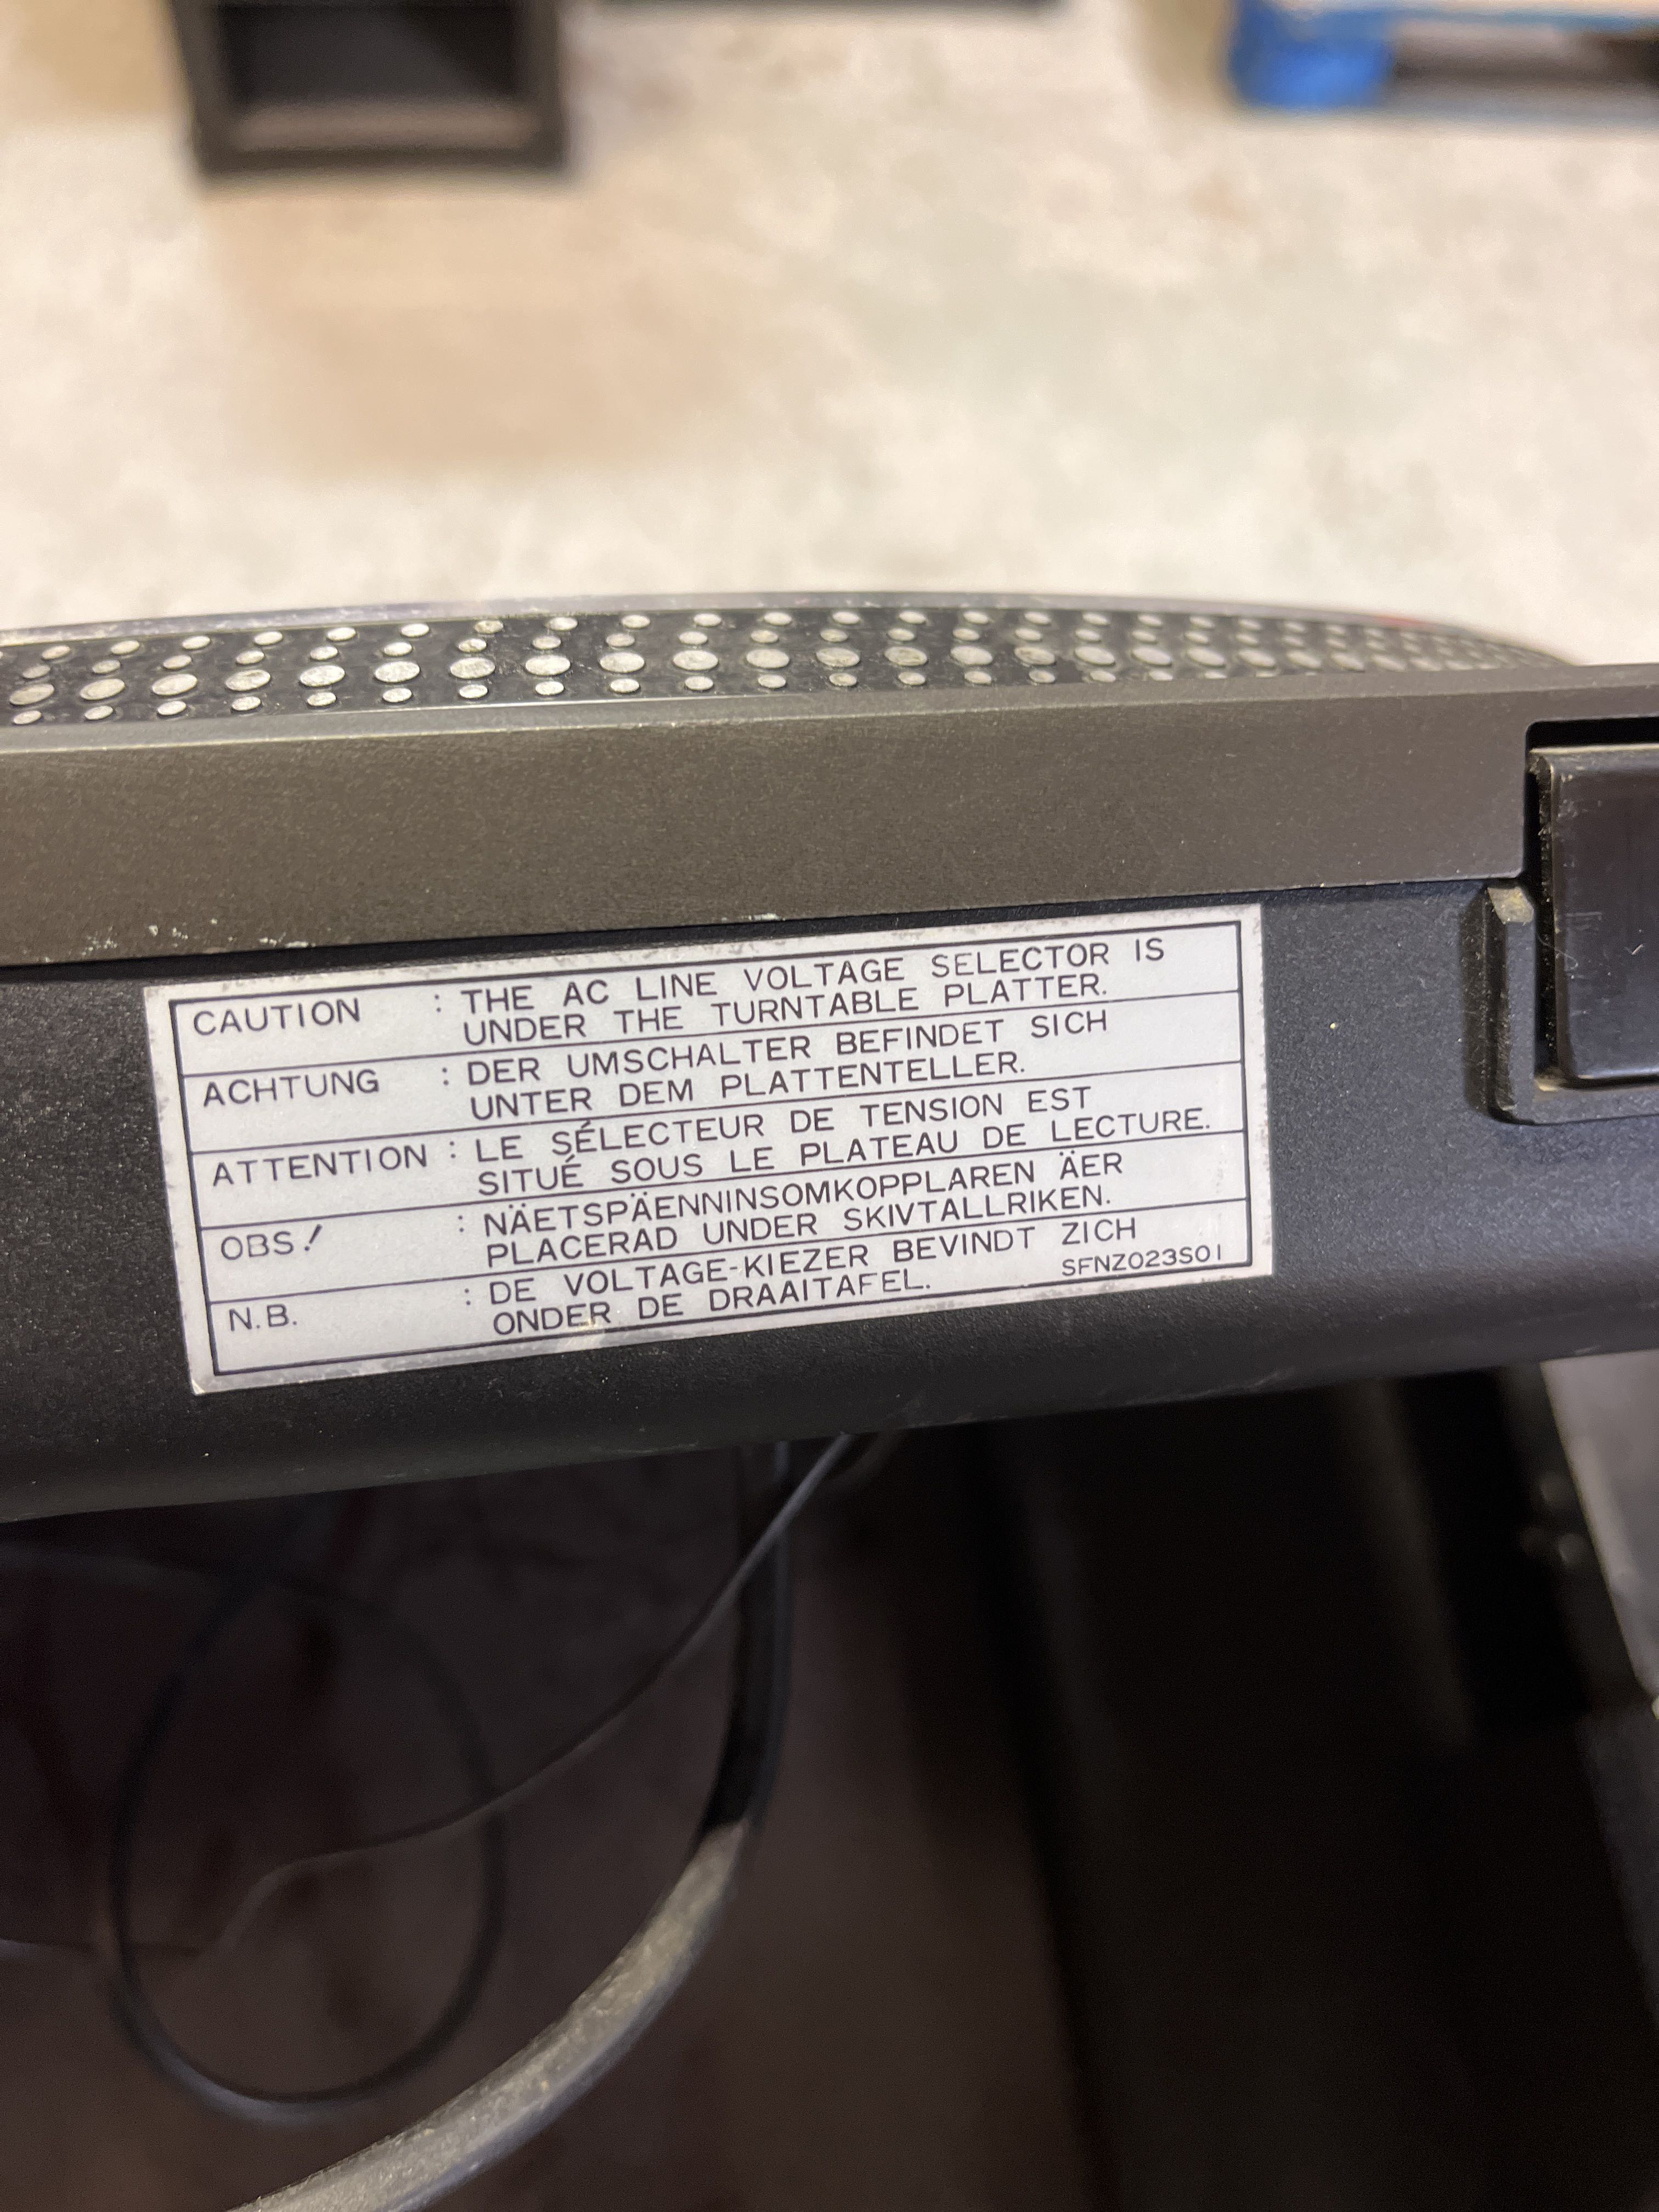 CAUTION : THE AC LINE VOLTAGE SELECTOR IS
UNDER THE TURNTABLE PLATTER.
ACHTUNG : DER UMSCHALTER BEFINDET SICH
UNTER DEM PLATTENTELLER.
ATTENTION : LE SÉLECTEUR DE TENSION EST
SITUÉ SOUS LE PLATEAU DE LECTURE.
OBS! : NÄETSPÄENNINSOMKOPPLAREN ÄER
PLACERAD UNDER SKIVTALLRIKEN.
N.B. : DE VOLTAGE-KIEZER BEVINDT ZICH
ONDER DE DRAAITAFEL.
SFNZ023S01